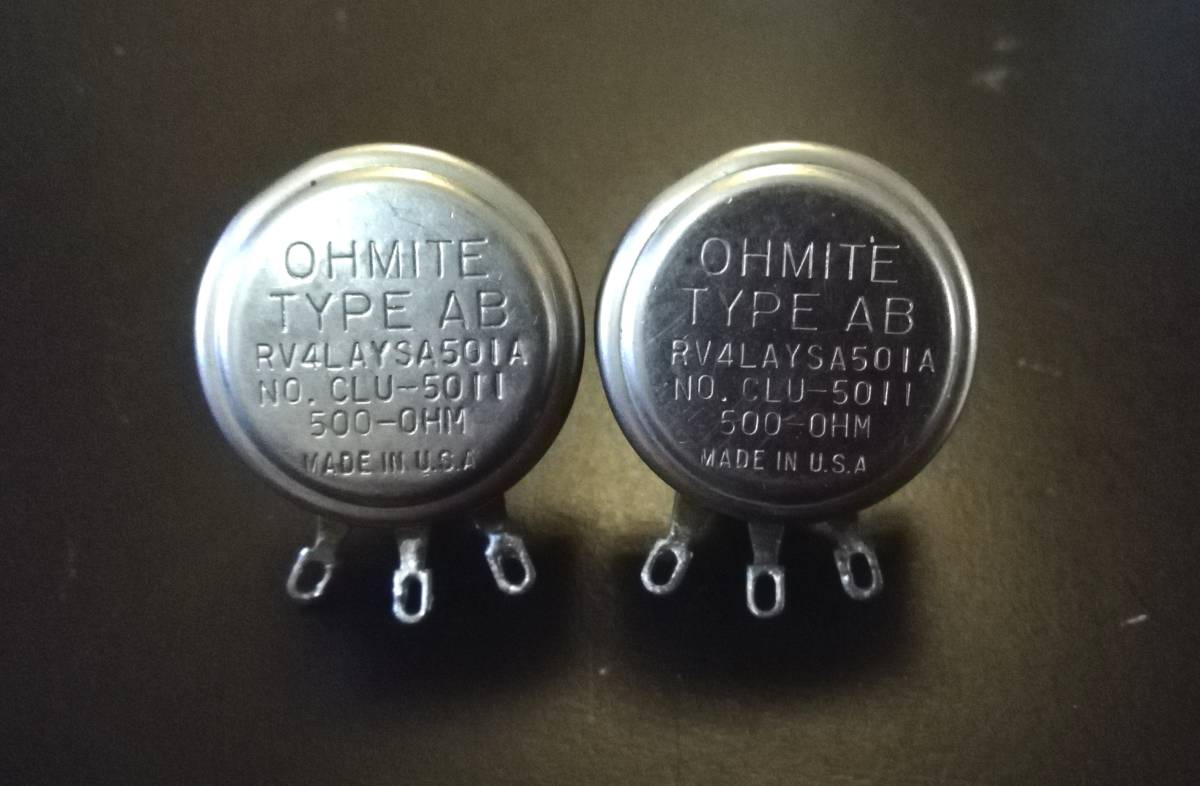 OHMITE
TYPE AB
RV4LAYSA501A
NO. CLU-5011
500-OHM
MADE IN U.S.A
OHMITE
TYPE AB
RV4LAYSA501A
NO. CLU-5011
500-OHM
MADE IN U.S.A